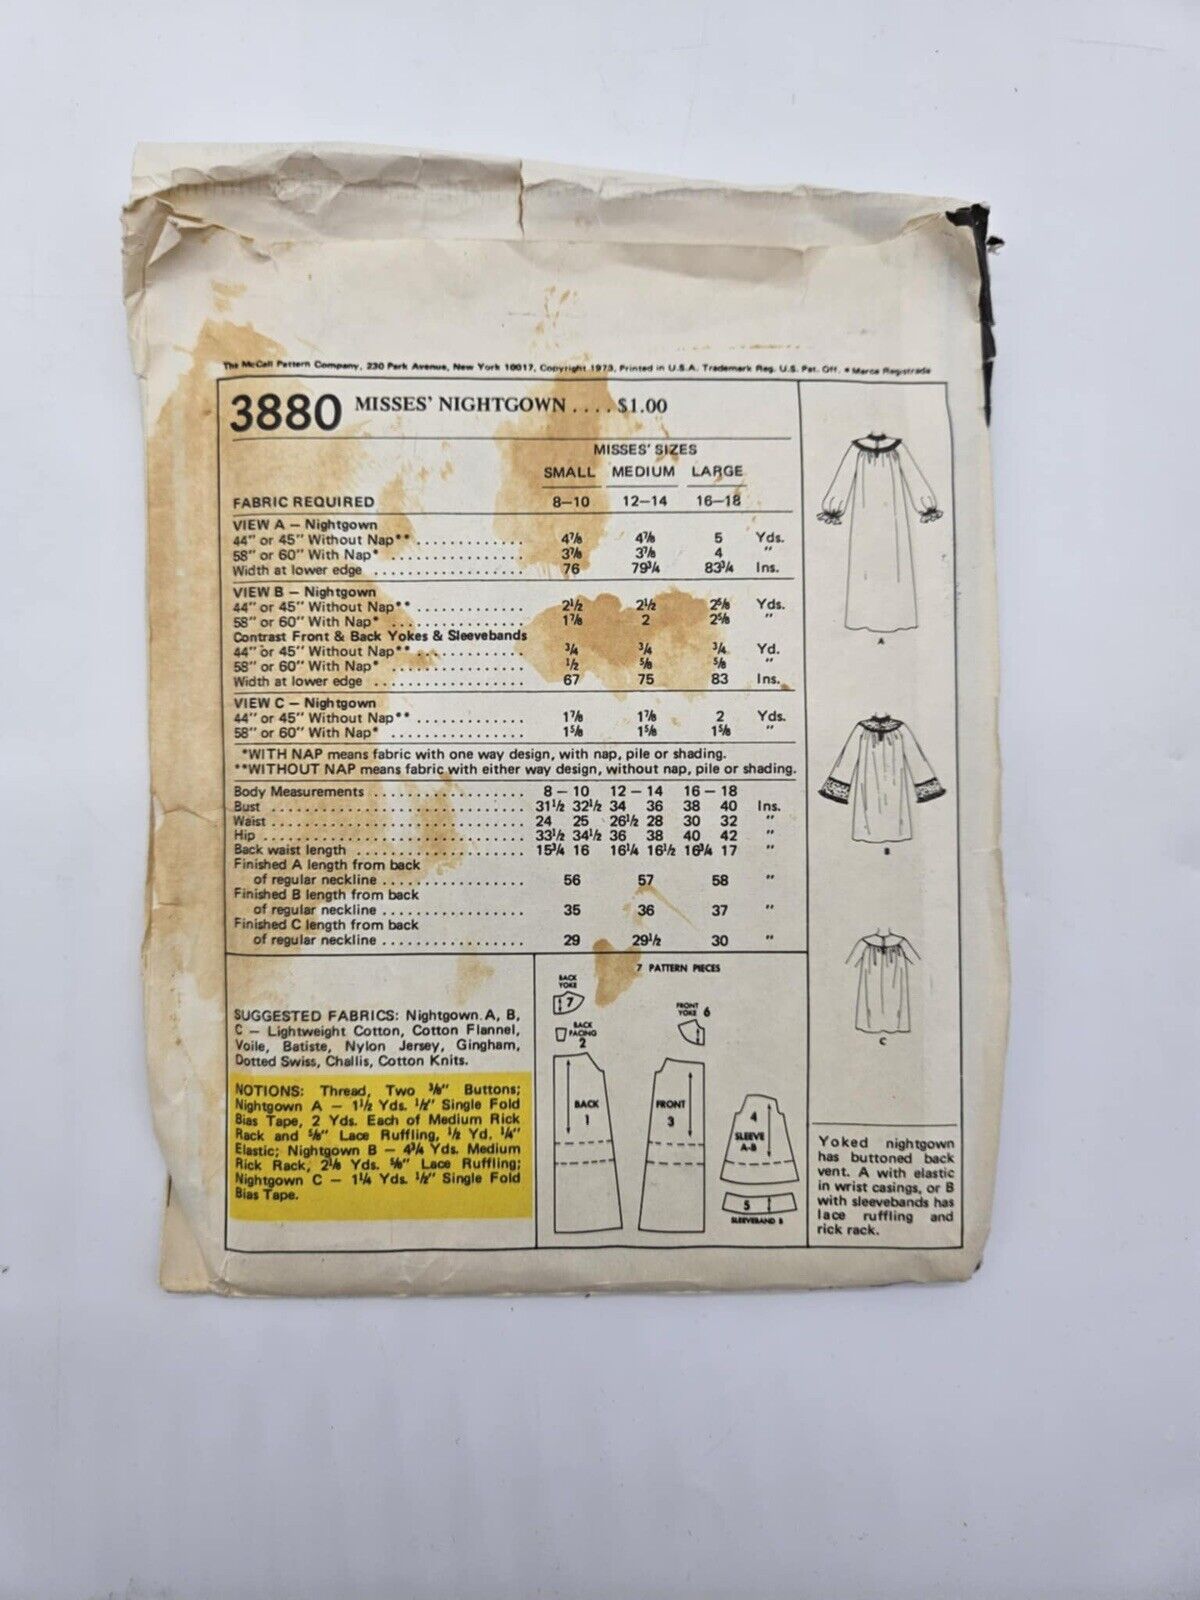 The McCall Pattern Company, 230 Park Avenue, New York 10017, Copyright 1973, Printed in U.S.A. Trademark Reg. U.S. Pat. Off. * Marca Registrada
3880 MISSES' NIGHTGOWN .... $1.00
MISSES' SIZES
SMALL MEDIUM LARGE
FABRIC REQUIRED 8–10 12–14 16–18
VIEW A – Nightgown
44" or 45" Without Nap** ............. 4⅞ 4⅞ 5 Yds.
58" or 60" With Nap* ................ 3⅞ 3⅞ 4 "
Width at lower edge .................. 76 79¾ 83¾ Ins.
VIEW B – Nightgown
44" or 45" Without Nap** ............. 2½ 2½ 2⅝ Yds.
58" or 60" With Nap* ................ 1⅞ 2 2⅝ "
Contrast Front & Back Yokes & Sleevebands
44" or 45" Without Nap** ............. ¾ ¾ ¾ Yd.
58" or 60" With Nap* ................ ½ ⅝ ⅝ "
Width at lower edge .................. 67 75 83 Ins.
VIEW C – Nightgown
44" or 45" Without Nap** ............. 1⅞ 1⅞ 2 Yds.
58" or 60" With Nap* ................ 1⅝ 1⅝ 1⅝ "
*WITH NAP means fabric with one way design, with nap, pile or shading.
**WITHOUT NAP means fabric with either way design, without nap, pile or shading.
Body Measurements .................. 8 – 10 12 – 14 16 – 18
Bust .............................. 31½ 32½ 34 36 38 40 Ins.
Waist ............................. 24 25 26½ 28 30 32 "
Hip ............................... 33½ 34½ 36 38 40 42 "
Back waist length .................. 15¾ 16 16¼ 16½ 16¾ 17 "
Finished A length from back
of regular neckline ................. 56 57 58 "
Finished B length from back
of regular neckline ................. 35 36 37 "
Finished C length from back
of regular neckline ................. 29 29½ 30 "
SUGGESTED FABRICS: Nightgown A, B,
C – Lightweight Cotton, Cotton Flannel,
Voile, Batiste, Nylon Jersey, Gingham,
Dotted Swiss, Challis, Cotton Knits.
NOTIONS: Thread, Two ⅜" Buttons;
Nightgown A – 1½ Yds. ½" Single Fold
Bias Tape, 2 Yds. Each of Medium Rick
Rack and ⅝" Lace Ruffling, ½ Yd. ¼"
Elastic; Nightgown B – 4¾ Yds. Medium
Rick Rack, 2⅛ Yds. ⅝" Lace Ruffling;
Nightgown C – 1¼ Yds. ½" Single Fold
Bias Tape.
7 PATTERN PIECES
BACK
YOKE
7
BACK
FACING
2
FRONT
YOKE 6
BACK
1
FRONT
3
4
SLEEVE
A-B
5
SLEEVEBAND B
A
B
C
Yoked nightgown
has buttoned back
vent. A with elastic
in wrist casings, or B
with sleevebands has
lace ruffling and
rick rack.